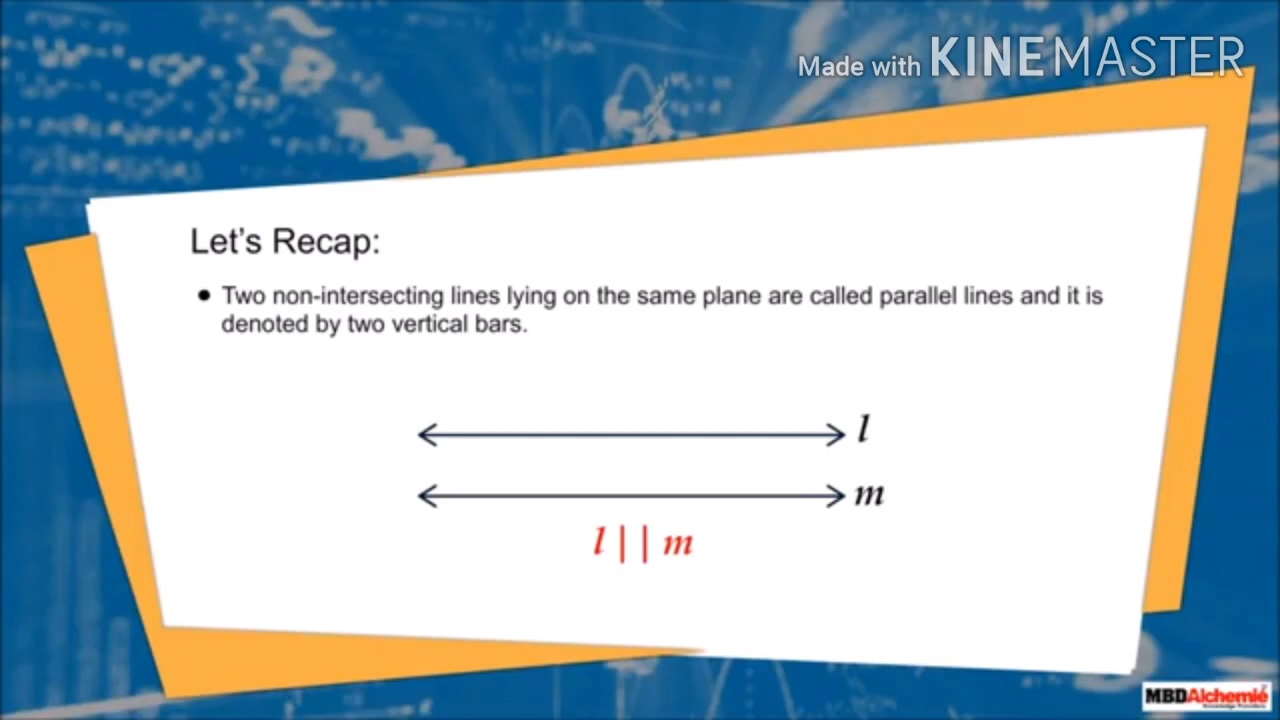 Made with KINEMASTER
Let's Recap:
● Two non-intersecting lines lying on the same plane are called parallel lines and it is
denoted by two vertical bars.
l
m
l || m
MBDAlchemie